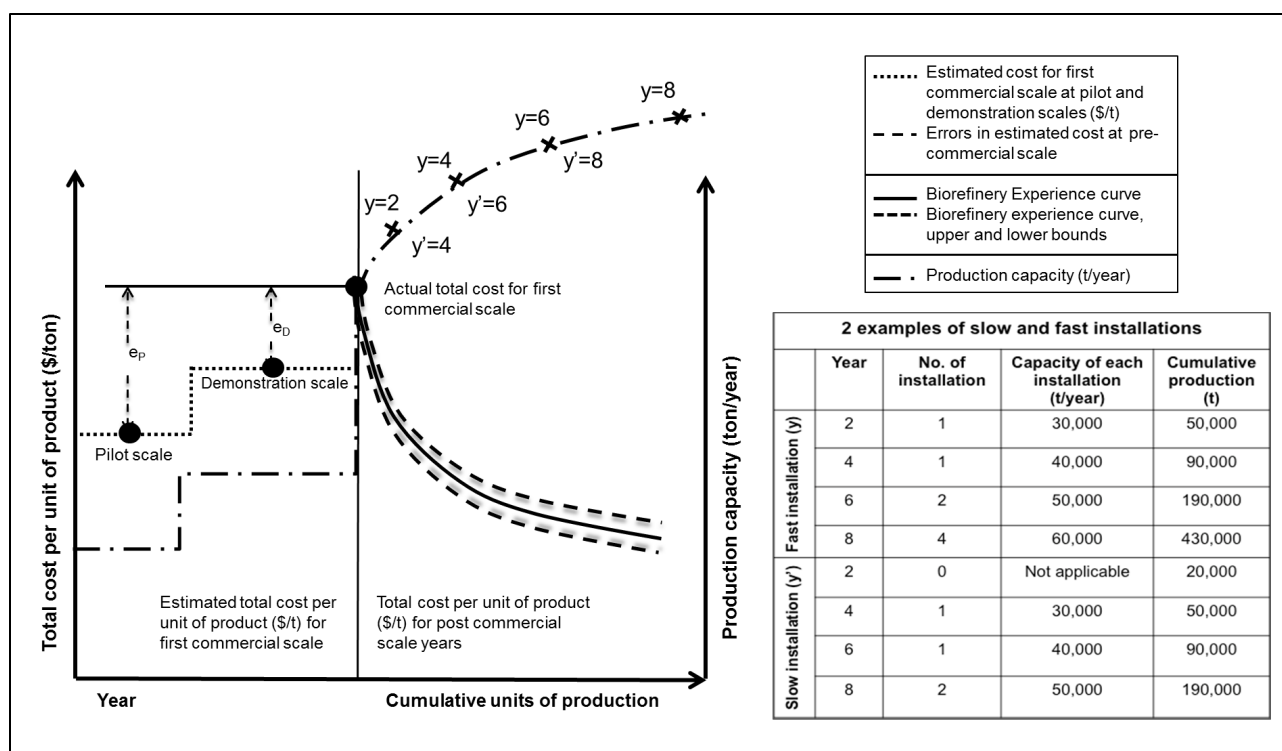 y=8
y=6
y'=8
y=4
y'=6
y=2
y'=4
Actual total cost for first
commercial scale
eP
eD
Demonstration scale
Pilot scale
Total cost per unit of product ($/ton)
Production capacity (ton/year)
Estimated total cost per
unit of product ($/t) for
first commercial scale
Total cost per unit of product
($/t) for post commercial
scale years
Year
Cumulative units of production
Estimated cost for first
commercial scale at pilot and
demonstration scales ($/t)
Errors in estimated cost at pre-
commercial scale
Biorefinery Experience curve
Biorefinery experience curve,
upper and lower bounds
Production capacity (t/year)
2 examples of slow and fast installations
Year No. of installation Capacity of each installation (t/year) Cumulative production (t)
Fast installation (y)
2 1 30,000 50,000
4 1 40,000 90,000
6 2 50,000 190,000
8 4 60,000 430,000
Slow installation (y')
2 0 Not applicable 20,000
4 1 30,000 50,000
6 1 40,000 90,000
8 2 50,000 190,000